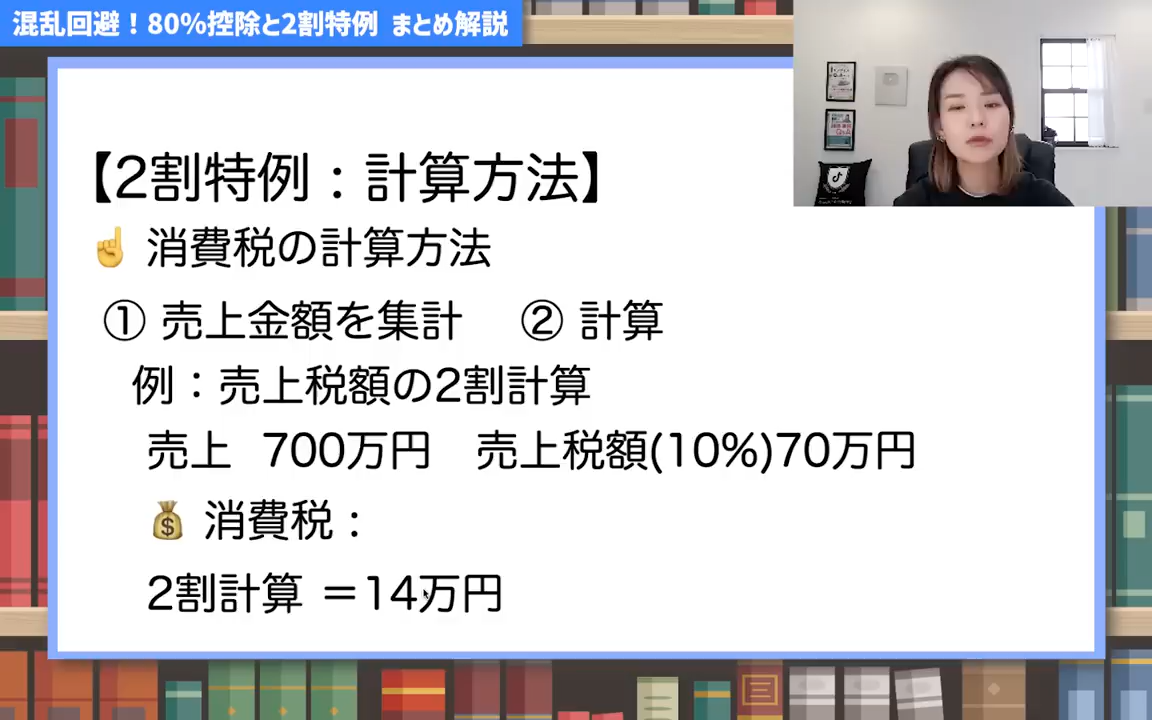 混乱回避！80%控除と2割特例 まとめ解説
【2割特例：計算方法】
☝ 消費税の計算方法
① 売上金額を集計　② 計算
例：売上税額の2割計算
売上　700万円　売上税額(10%)70万円
💰 消費税：
2割計算 ＝14万円